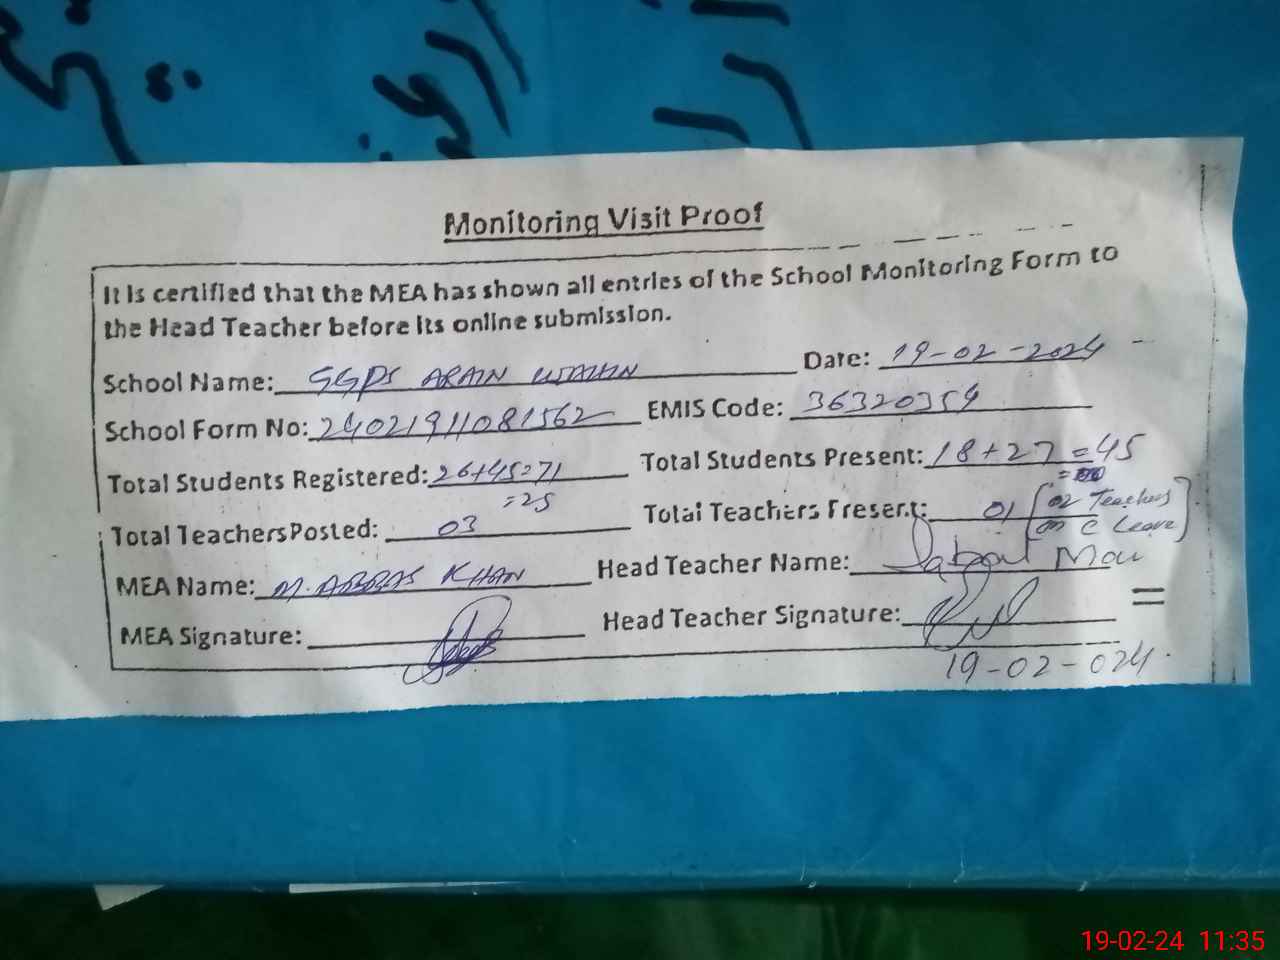 Monitoring Visit Proof
It is certified that the MEA has shown all entries of the School Monitoring Form to
the Head Teacher before its online submission.
School Name: GGPS ARAIN WAHIN Date: 19-02-2024
School Form No: 24021911081562 EMIS Code: 36320354
Total Students Registered: 26+45=71 Total Students Present: 18+27=45
=25
Total Teachers Posted: 03 Total Teachers Present: 01 [02 Teachers
on C Leave]
MEA Name: M. ABBAS KHAN Head Teacher Name:
MEA Signature: Head Teacher Signature:
19-02-024
19-02-24 11:35